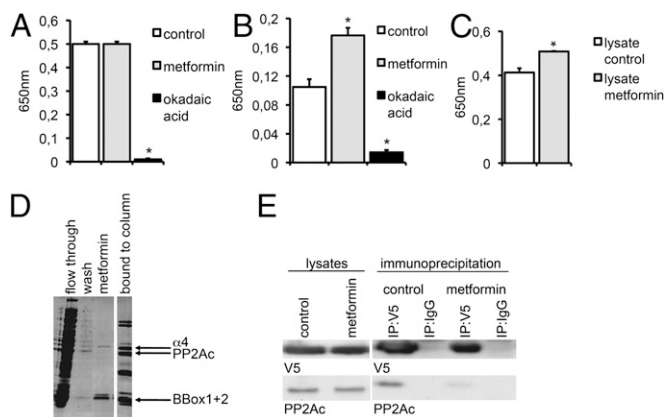 A
0,6
0,5
0,4
0,3
0,2
0,1
0
650nm
*
control
metformin
okadaic
acid
B
0,2
0,16
0,12
0,08
0,04
0
650nm
*
*
control
metformin
okadaic
acid
C
0,6
0,4
0,2
0
650nm
*
lysate
control
lysate
metformin
D
flow through
wash
metformin
bound to column
α4
PP2Ac
BBox1+2
E
lysates
immunoprecipitation
control
metformin
control
metformin
IP:V5
IP:IgG
IP:V5
IP:IgG
V5
V5
PP2Ac
PP2Ac